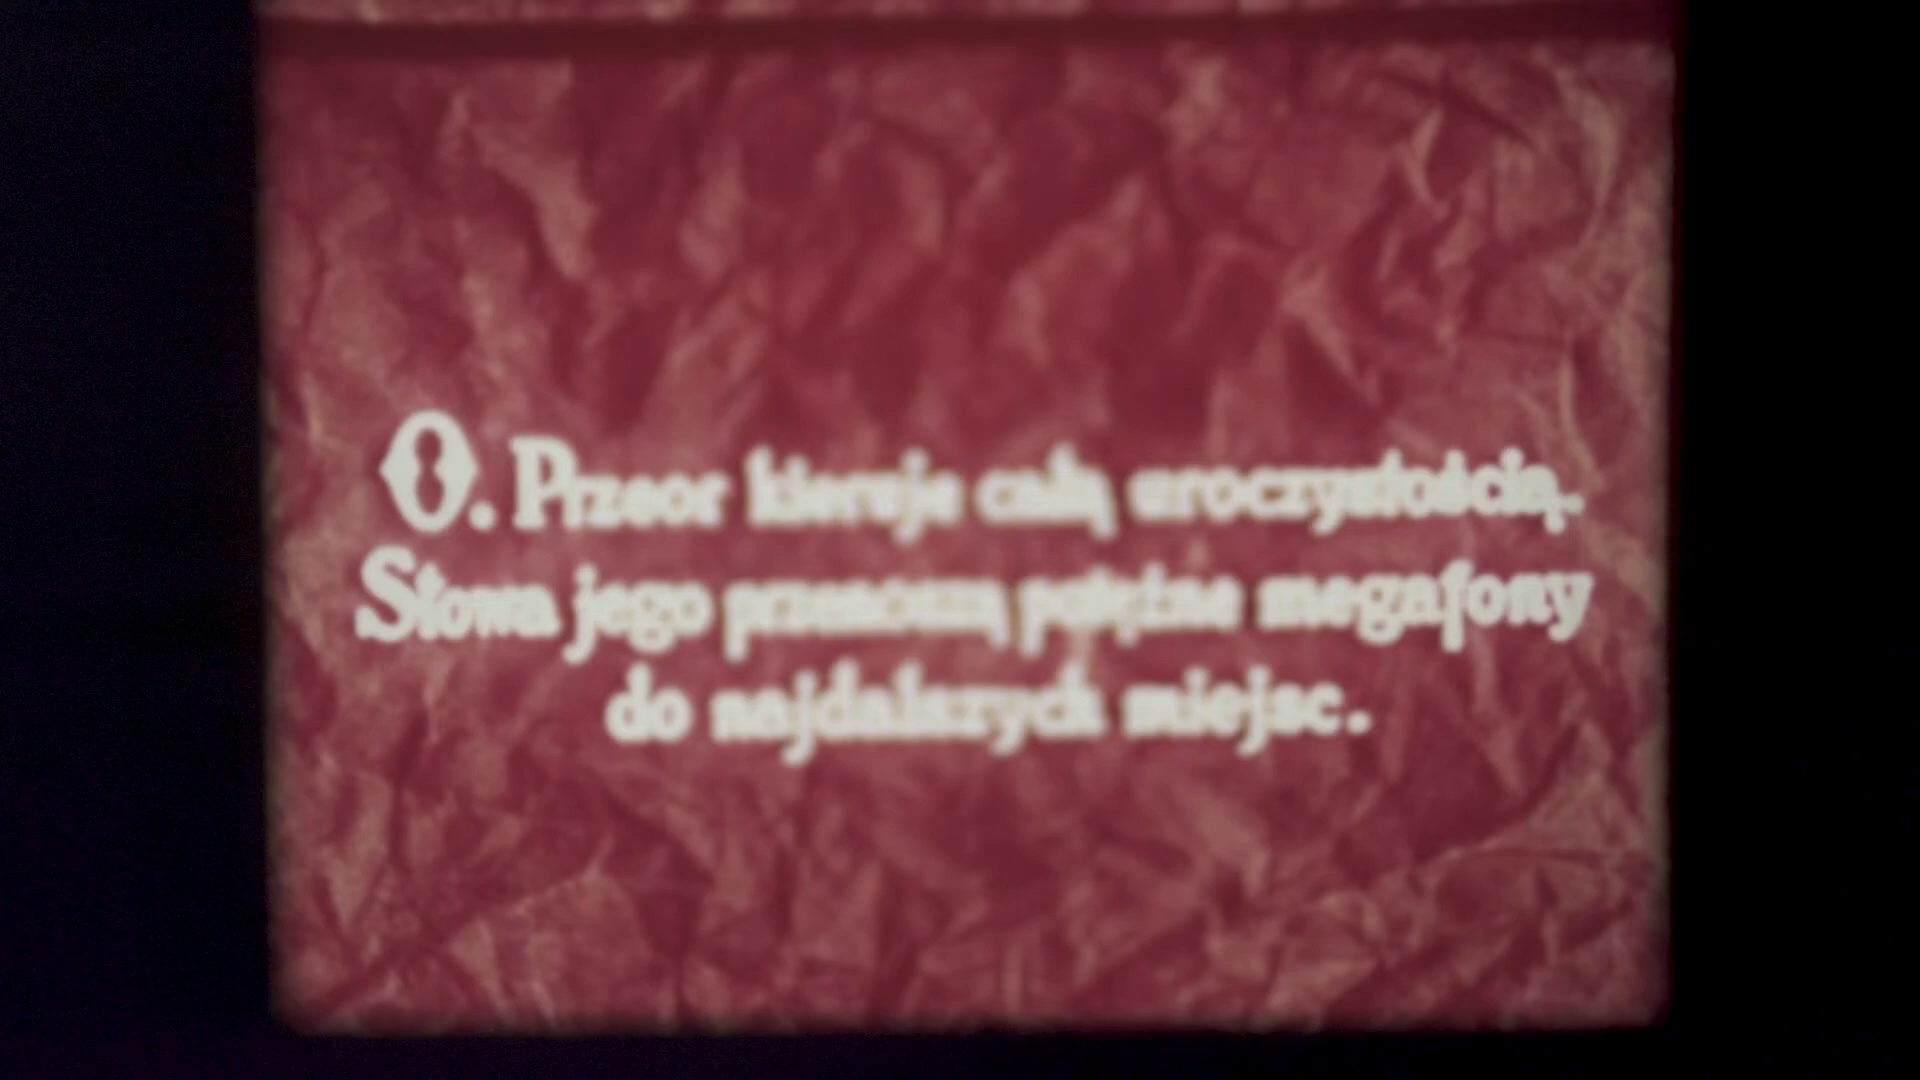 O. Przeor kieruje całą uroczystością.
Słowa jego przenoszą potężne megafony
do najdalszych miejsc.